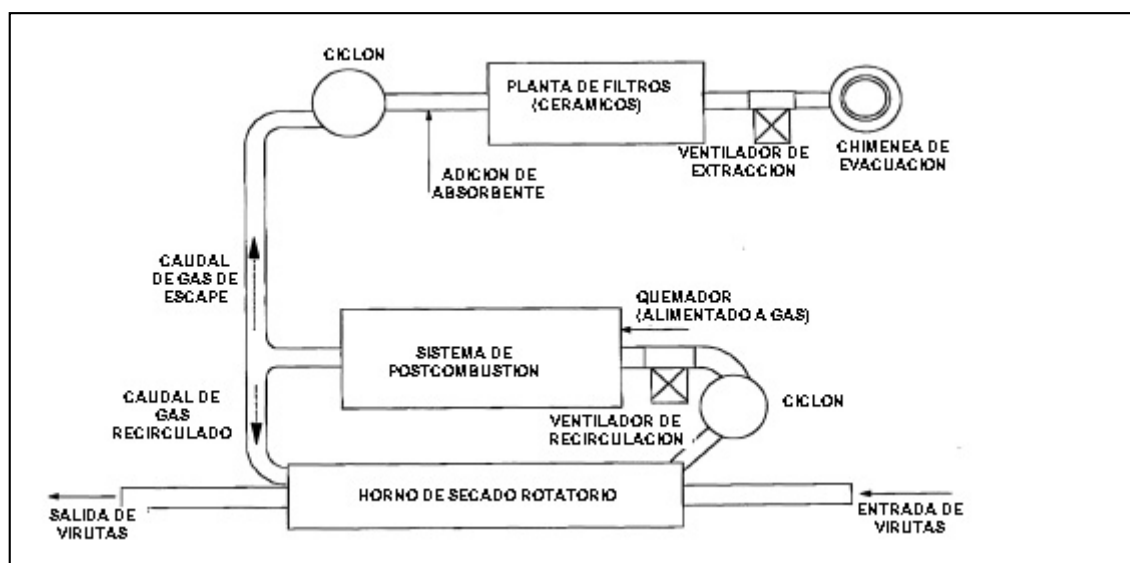 CICLON
PLANTA DE FILTROS
(CERAMICOS)
VENTILADOR DE
EXTRACCION
CHIMENEA DE
EVACUACION
ADICION DE
ABSORBENTE
CAUDAL
DE GAS DE
ESCAPE
QUEMADOR
(ALIMENTADO A GAS)
SISTEMA DE
POSTCOMBUSTION
CICLON
CAUDAL DE
GAS
RECIRCULADO
VENTILADOR DE
RECIRCULACION
HORNO DE SECADO ROTATORIO
SALIDA DE
VIRUTAS
ENTRADA DE
VIRUTAS